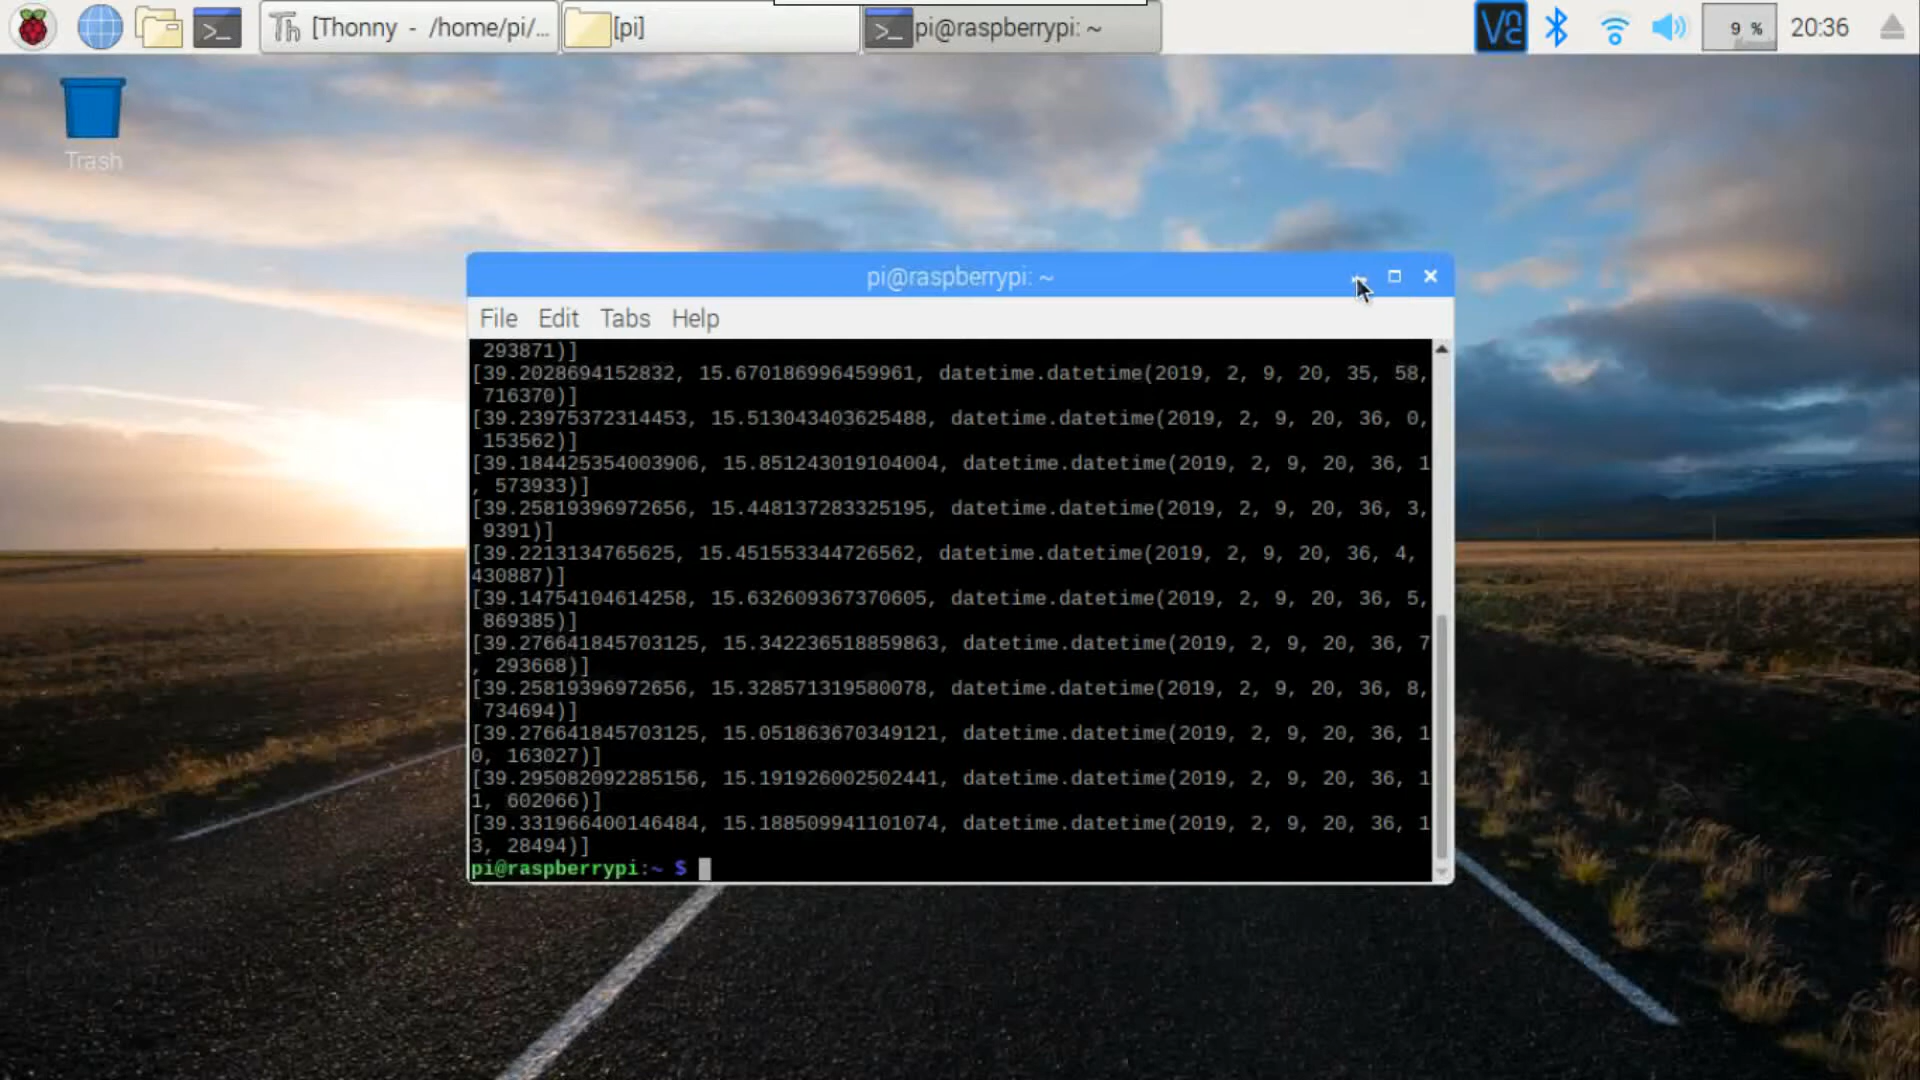 [Thonny - /home/pi/...
[pi]
pi@raspberrypi: ~
9 %
20:36
Trash
pi@raspberrypi: ~
File Edit Tabs Help
293871)]
[39.2028694152832, 15.670186996459961, datetime.datetime(2019, 2, 9, 20, 35, 58,
716370)]
[39.23975372314453, 15.513043403625488, datetime.datetime(2019, 2, 9, 20, 36, 0,
153562)]
[39.184425354003906, 15.851243019104004, datetime.datetime(2019, 2, 9, 20, 36, 1
, 573933)]
[39.25819396972656, 15.448137283325195, datetime.datetime(2019, 2, 9, 20, 36, 3,
9391)]
[39.2213134765625, 15.451553344726562, datetime.datetime(2019, 2, 9, 20, 36, 4,
430887)]
[39.14754104614258, 15.632609367370605, datetime.datetime(2019, 2, 9, 20, 36, 5,
869385)]
[39.276641845703125, 15.342236518859863, datetime.datetime(2019, 2, 9, 20, 36, 7
, 293668)]
[39.25819396972656, 15.328571319580078, datetime.datetime(2019, 2, 9, 20, 36, 8,
734694)]
[39.276641845703125, 15.051863670349121, datetime.datetime(2019, 2, 9, 20, 36, 1
0, 163027)]
[39.295082092285156, 15.191926002502441, datetime.datetime(2019, 2, 9, 20, 36, 1
1, 602066)]
[39.331966400146484, 15.188509941101074, datetime.datetime(2019, 2, 9, 20, 36, 1
3, 28494)]
pi@raspberrypi:~ $